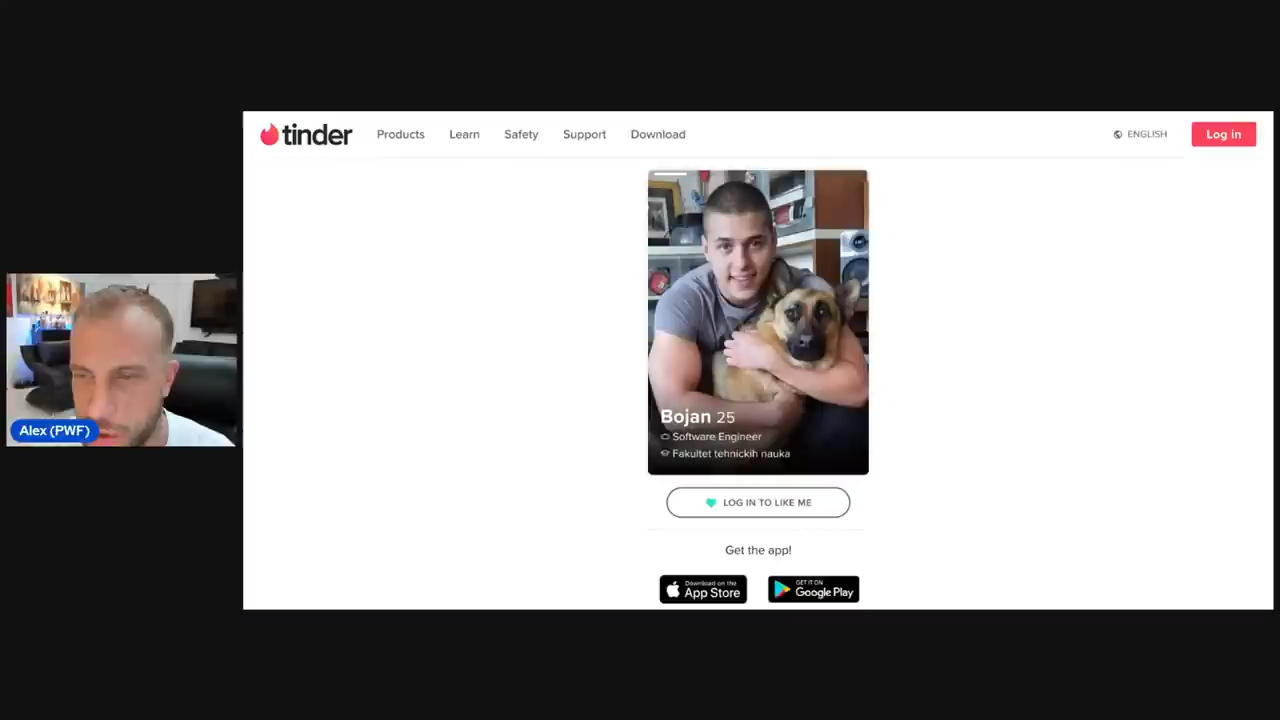 tinder
Products
Learn
Safety
Support
Download
ENGLISH
Log in
Bojan 25
Software Engineer
Fakultet tehnickih nauka
LOG IN TO LIKE ME
Get the app!
Download on the
App Store
GET IT ON
Google Play
Alex (PWF)